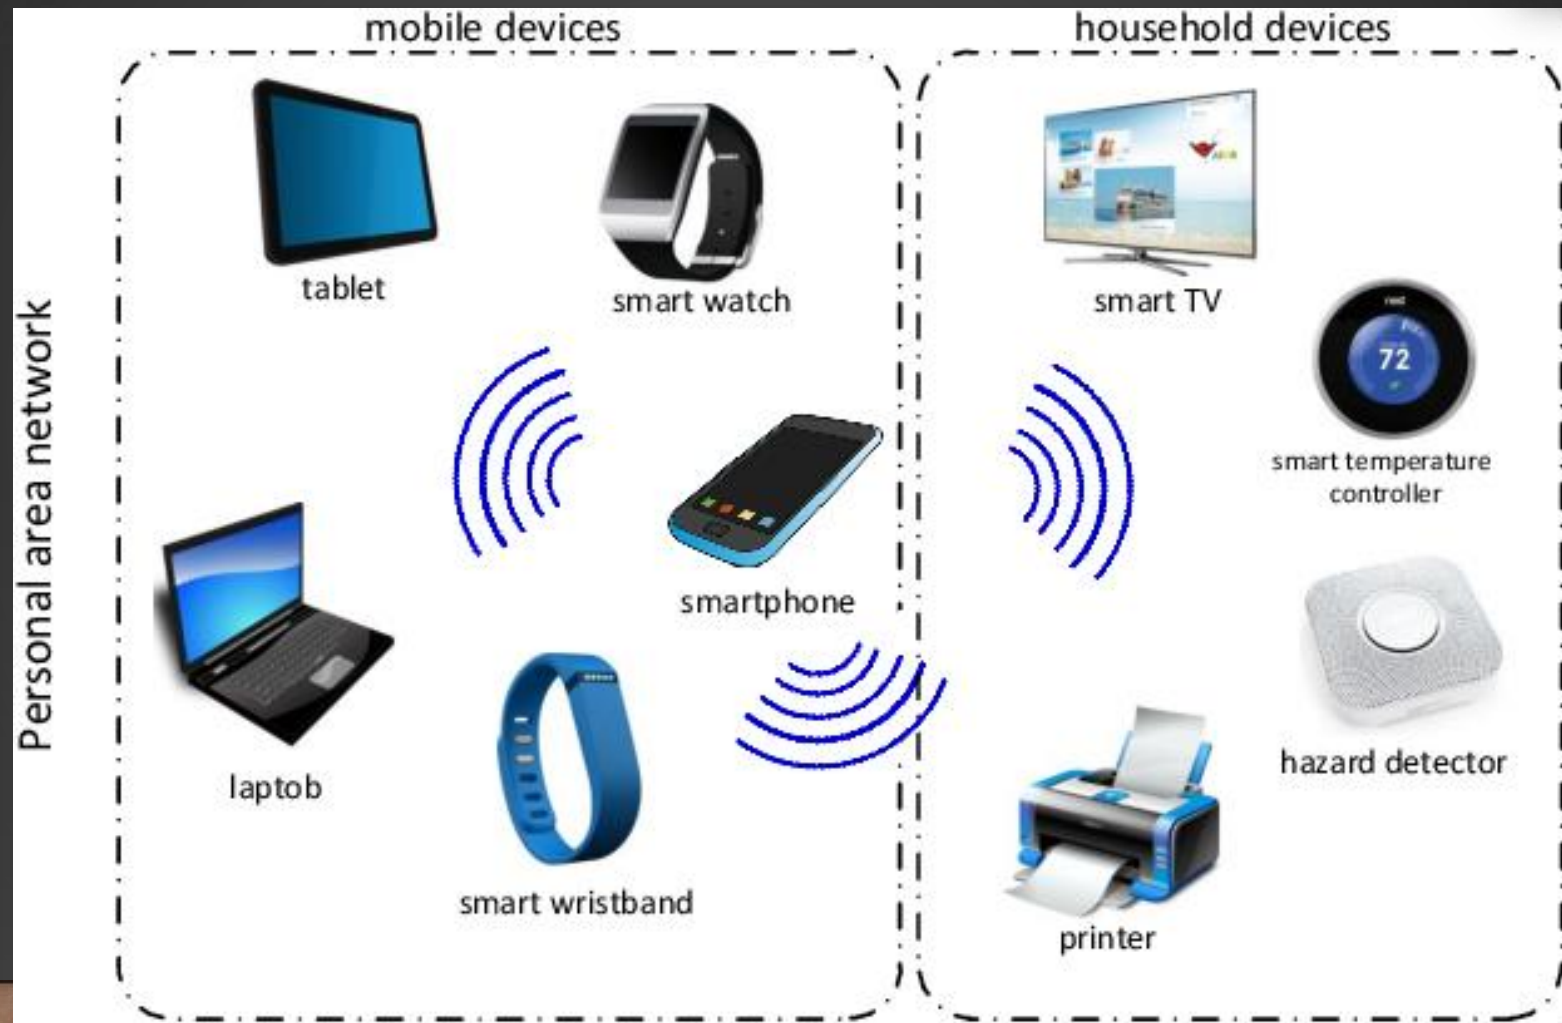 mobile devices
household devices
Personal area network
tablet
smart watch
smart TV
nest
72
smart temperature
controller
smartphone
laptob
hazard detector
smart wristband
printer